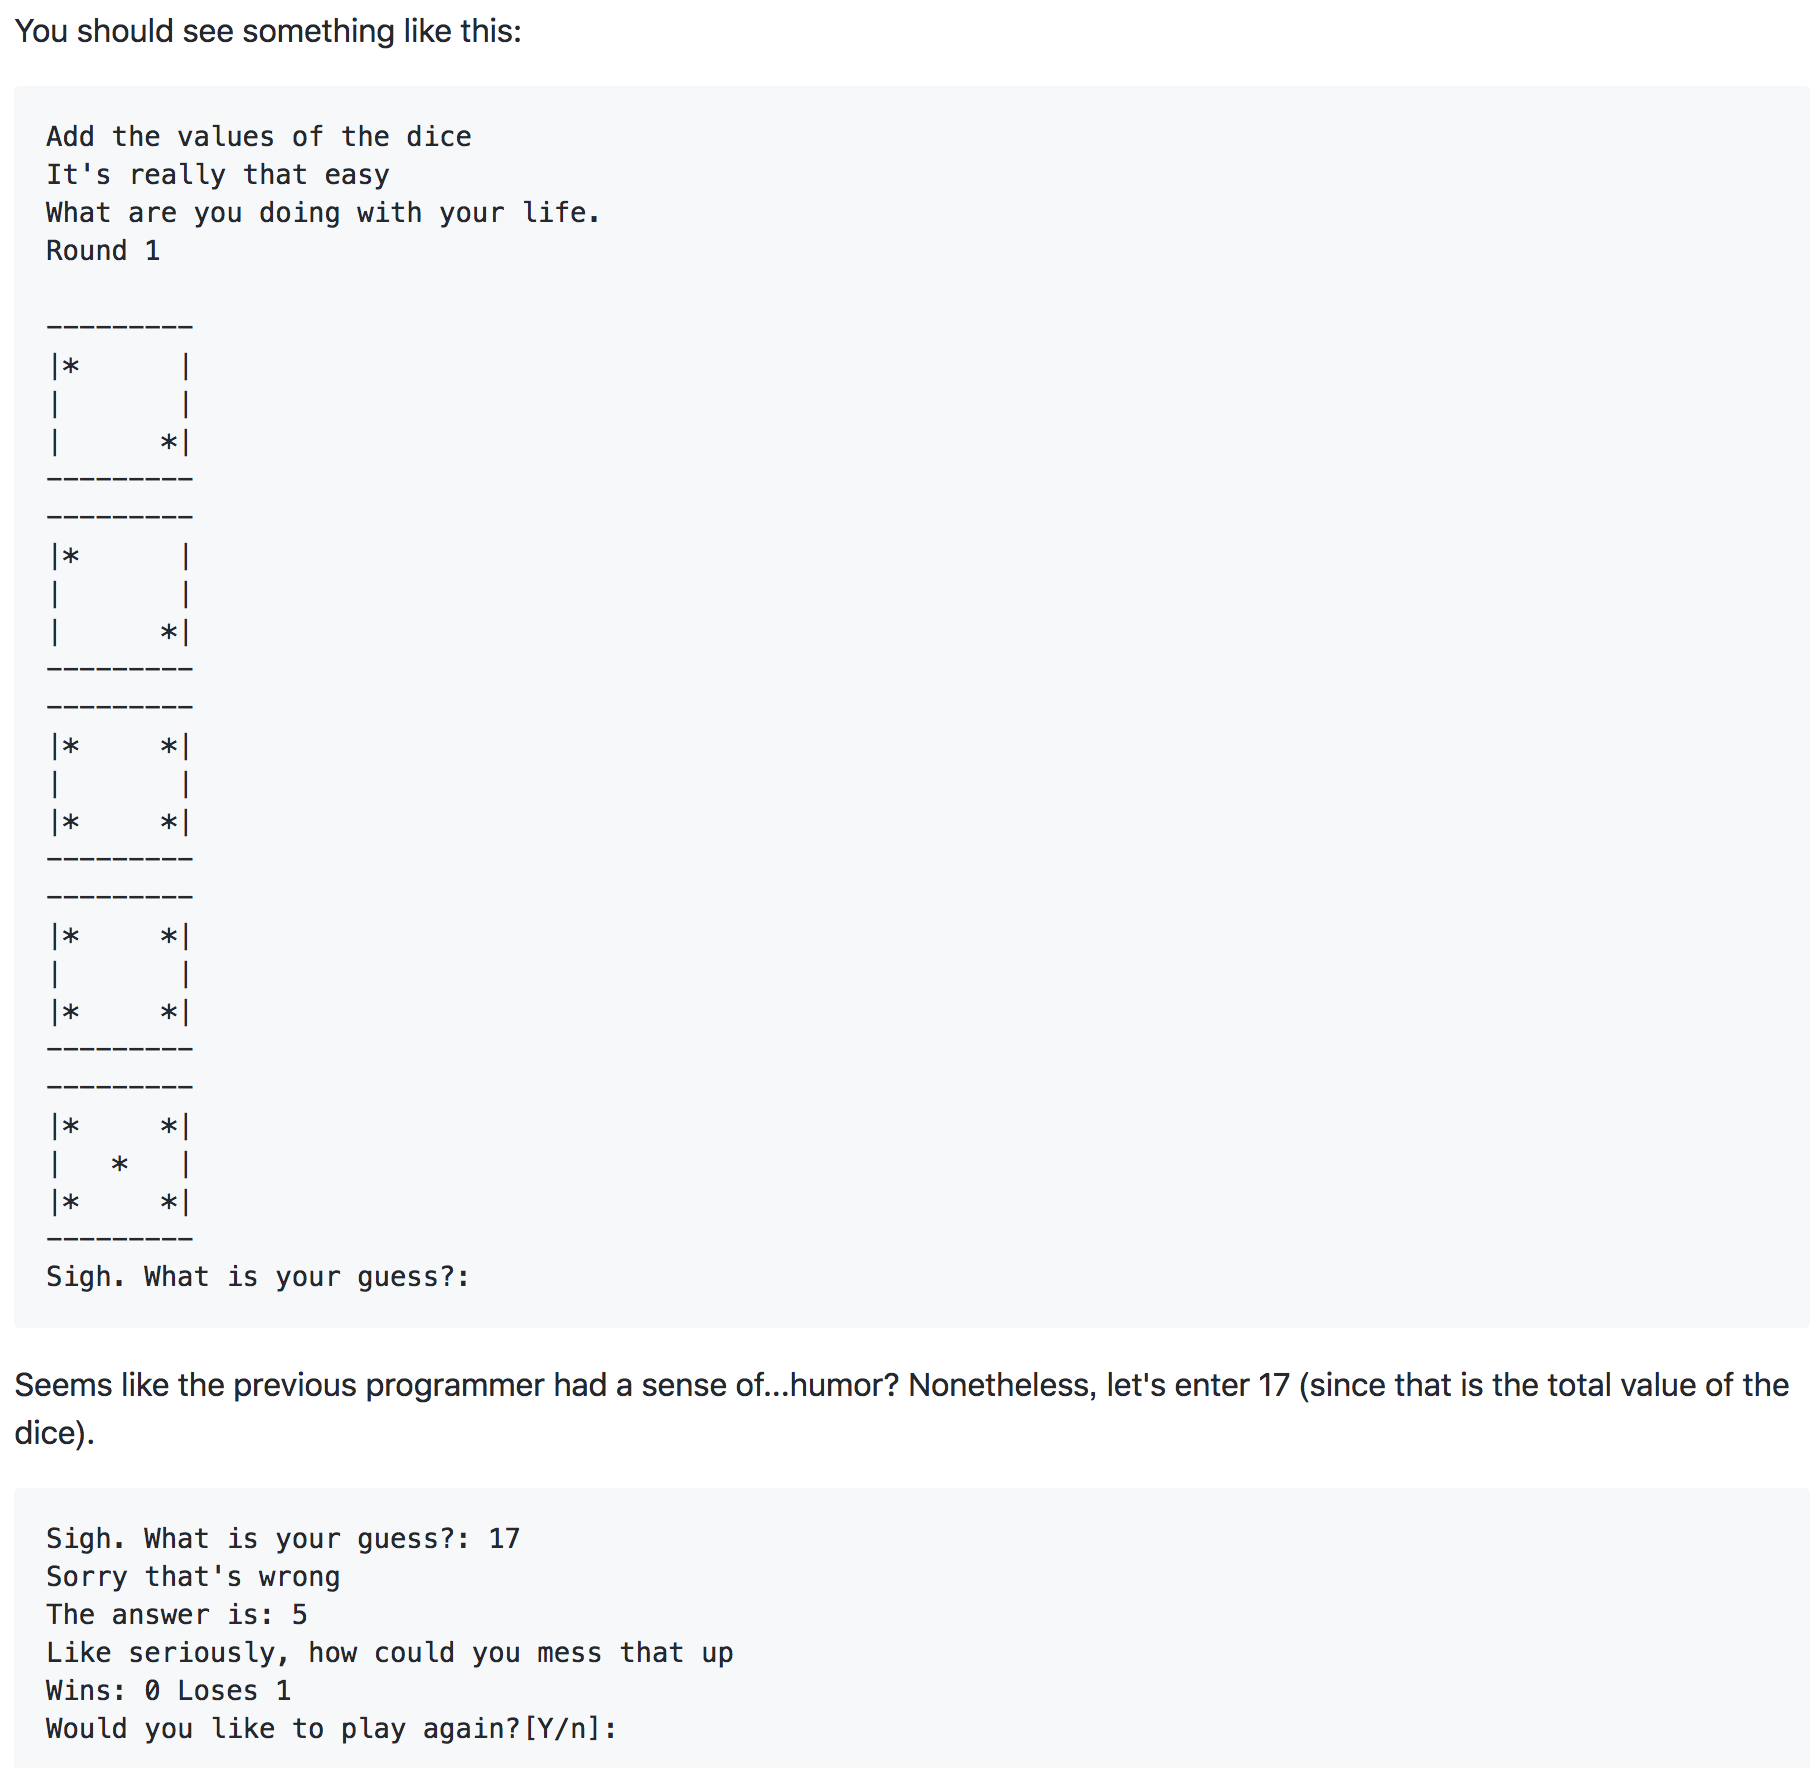 You should see something like this:
Add the values of the dice
It's really that easy
What are you doing with your life.
Round 1
---------
|*      |
|       |
|      *|
---------
---------
|*      |
|       |
|      *|
---------
---------
|*     *|
|       |
|*     *|
---------
---------
|*     *|
|       |
|*     *|
---------
---------
|*     *|
|   *   |
|*     *|
---------
Sigh. What is your guess?:
Seems like the previous programmer had a sense of...humor? Nonetheless, let's enter 17 (since that is the total value of the
dice).
Sigh. What is your guess?: 17
Sorry that's wrong
The answer is: 5
Like seriously, how could you mess that up
Wins: 0 Loses 1
Would you like to play again?[Y/n]: